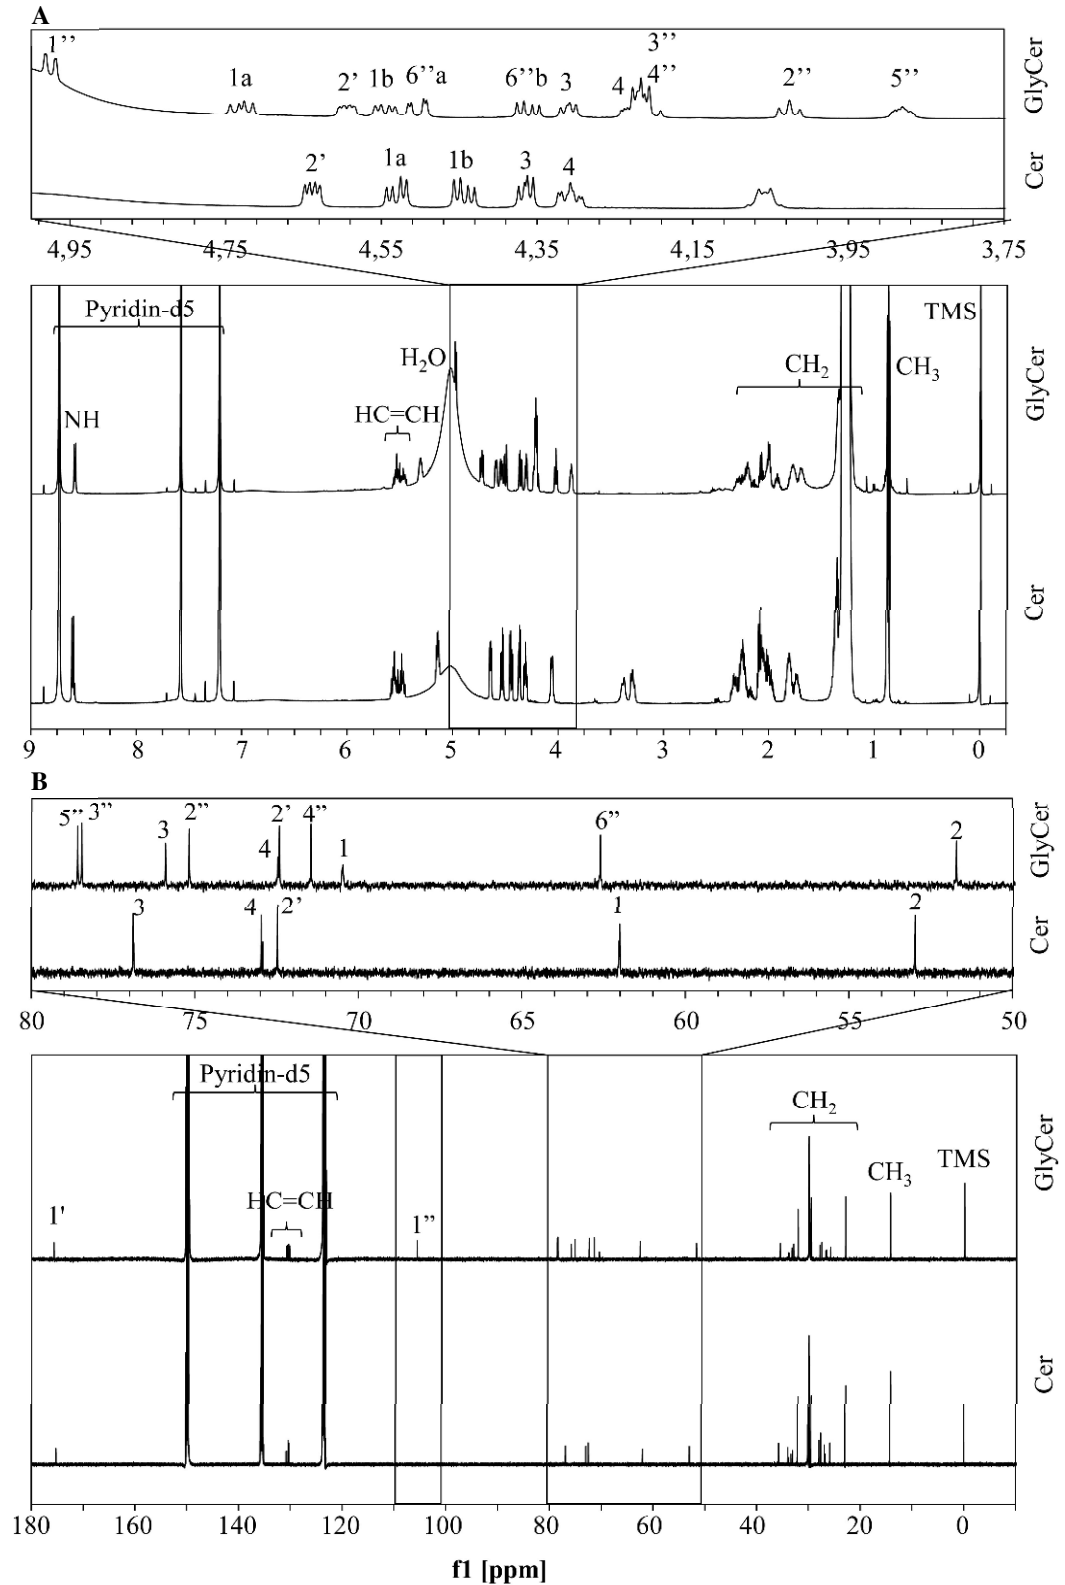 A
1’’
3’’
1a 2’ 1b 6’’a 6’’b 3 4 4’’ 2’’ 5’’
GlyCer
2’ 1a 1b 3 4
Cer
4,95 4,75 4,55 4,35 4,15 3,95 3,75
Pyridin-d5
TMS
H₂O
CH₂
CH₃
NH
HC=CH
GlyCer
Cer
9 8 7 6 5 4 3 2 1 0
B
5’’ 3’’ 3 2’’ 4 2’ 4’’ 1 6’’ 2
GlyCer
3 4 2’ 1 2
Cer
80 75 70 65 60 55 50
Pyridin-d5
CH₂
CH₃
TMS
HC=CH
1' 1’’
GlyCer
Cer
180 160 140 120 100 80 60 40 20 0
f1 [ppm]